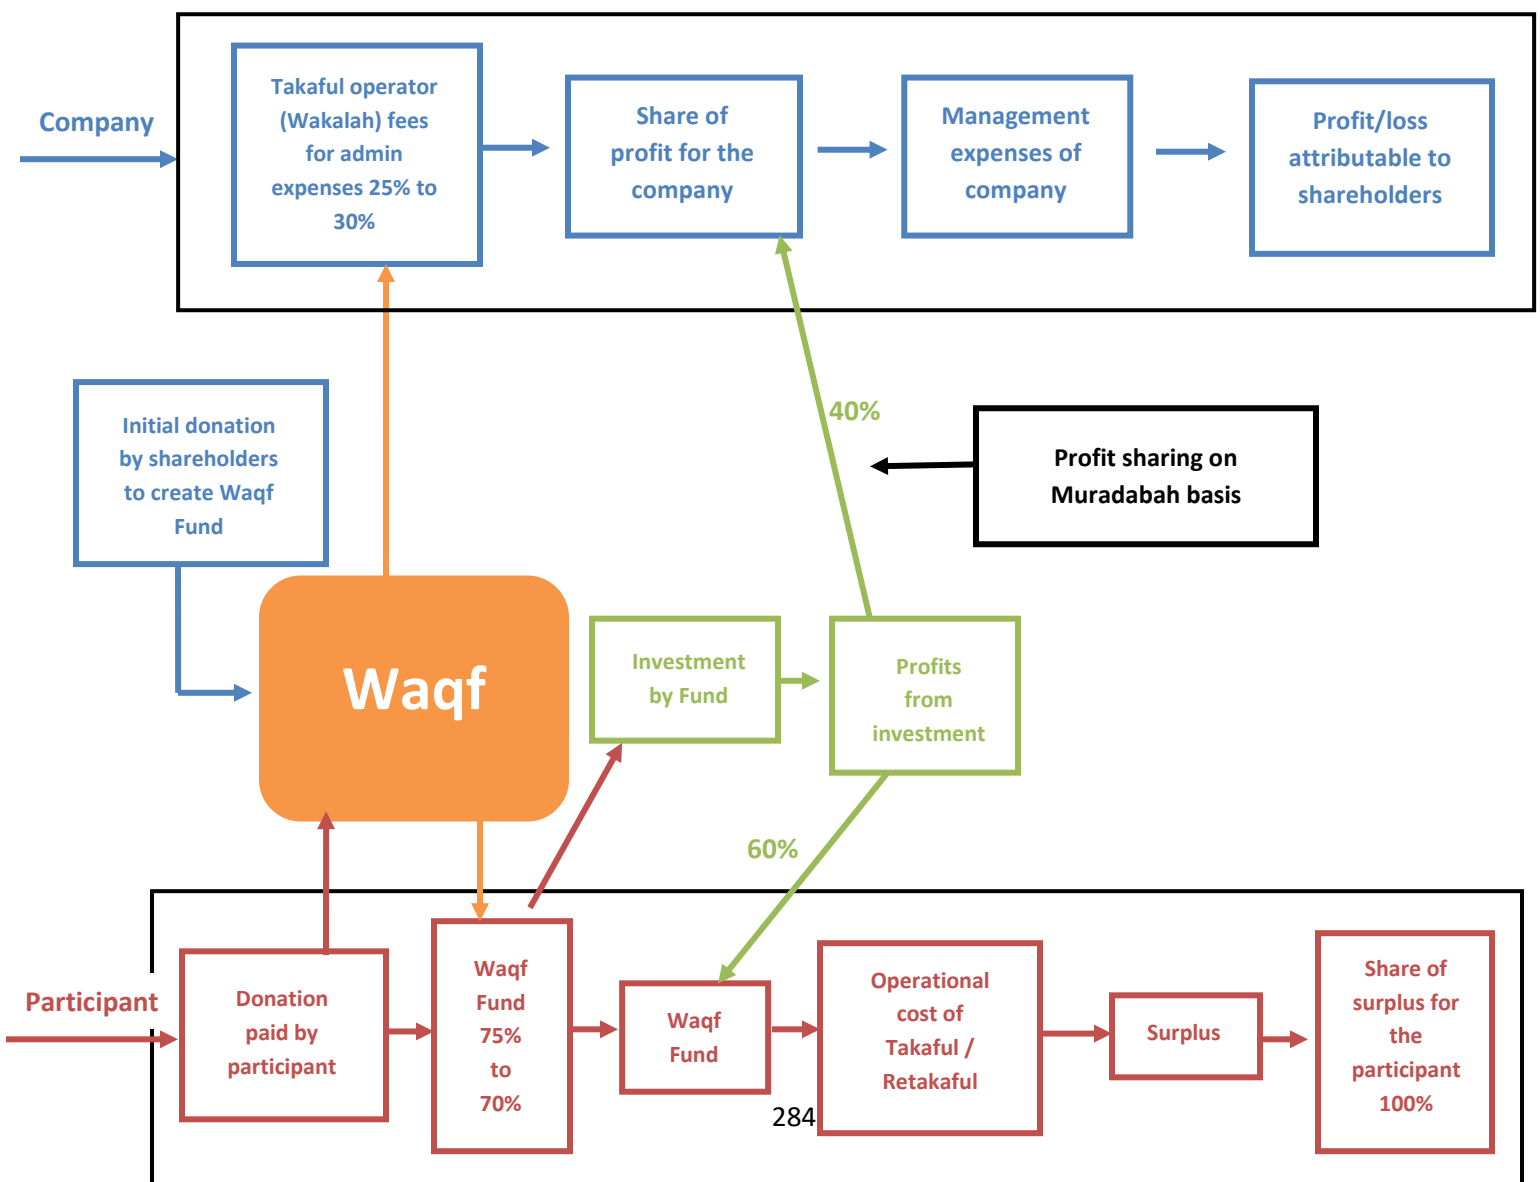 Company
Takaful operator
(Wakalah) fees
for admin
expenses 25% to
30%
Share of
profit for the
company
Management
expenses of
company
Profit/loss
attributable to
shareholders
Initial donation
by shareholders
to create Waqf
Fund
40%
Profit sharing on
Muradabah basis
Waqf
Investment
by Fund
Profits
from
investment
60%
Participant
Donation
paid by
participant
Waqf
Fund
75%
to
70%
Waqf
Fund
Operational
cost of
Takaful /
Retakaful
Surplus
Share of
surplus for
the
participant
100%
284